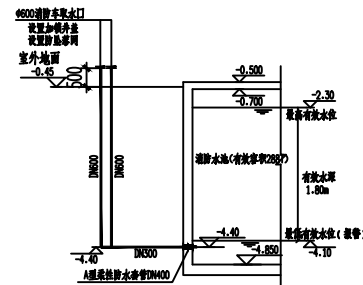 Φ600消防车取水口
设置加锁井盖
设置防坠落网
室外地面
-0.45
-0.500
-0.700
-2.30
最高有效水位
DN600
DN600
消防水池(有效容积288?)
有效水深
1.80m
最低有效水位(报警
-4.40
-4.850
-4.10
DN300
-4.40
A型柔性防水套管DN400